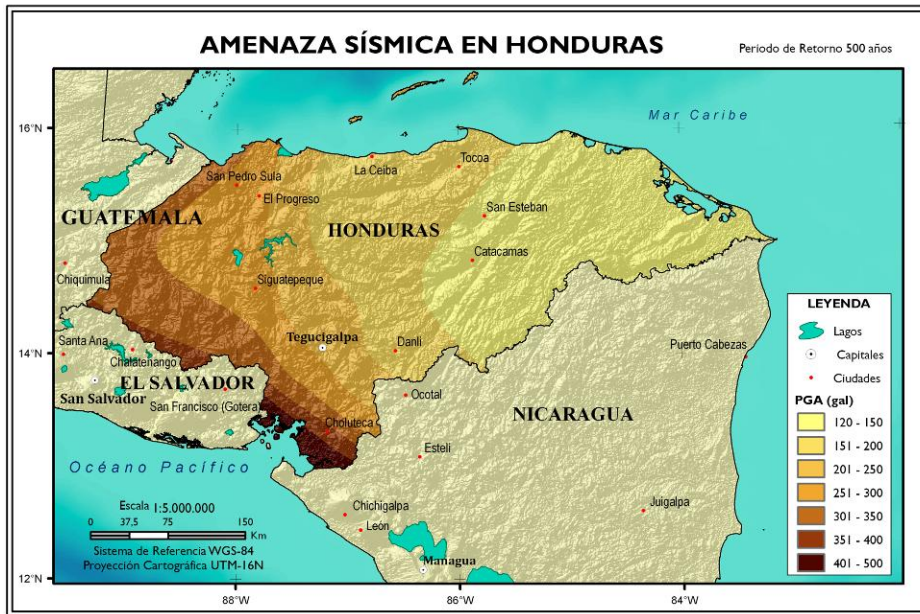 AMENAZA SÍSMICA EN HONDURAS
Periodo de Retorno 500 años
16°N
Mar Caribe
La Ceiba
Tocoa
San Pedro Sula
El Progreso
San Esteban
GUATEMALA
HONDURAS
Catacamas
Chiquimula
Siguatepeque
LEYENDA
Lagos
Capitales
Ciudades
PGA (gal)
120 - 150
151 - 200
201 - 250
251 - 300
301 - 350
351 - 400
401 - 500
14°N
Santa Ana
Tegucigalpa
Danlí
Puerto Cabezas
Chalatenango
EL SALVADOR
San Salvador
San Francisco (Gotera)
Ocotal
NICARAGUA
Choluteca
Estelí
Océano Pacífico
Escala 1:5.000.000
0 37,5 75 150
Km
Sistema de Referencia WGS-84
Proyección Cartográfica UTM-16N
Chichigalpa
León
Juigalpa
Managua
12°N
88°W
86°W
84°W